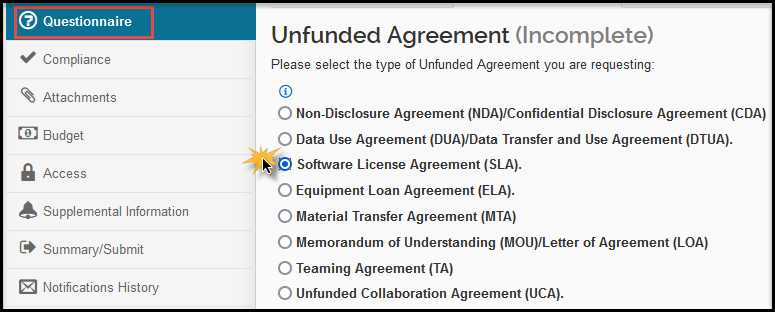 Questionnaire
Compliance
Attachments
Budget
Access
Supplemental Information
Summary/Submit
Notifications History
Unfunded Agreement (Incomplete)
Please select the type of Unfunded Agreement you are requesting:
Non-Disclosure Agreement (NDA)/Confidential Disclosure Agreement (CDA)
Data Use Agreement (DUA)/Data Transfer and Use Agreement (DTUA).
Software License Agreement (SLA).
Equipment Loan Agreement (ELA).
Material Transfer Agreement (MTA)
Memorandum of Understanding (MOU)/Letter of Agreement (LOA)
Teaming Agreement (TA)
Unfunded Collaboration Agreement (UCA).